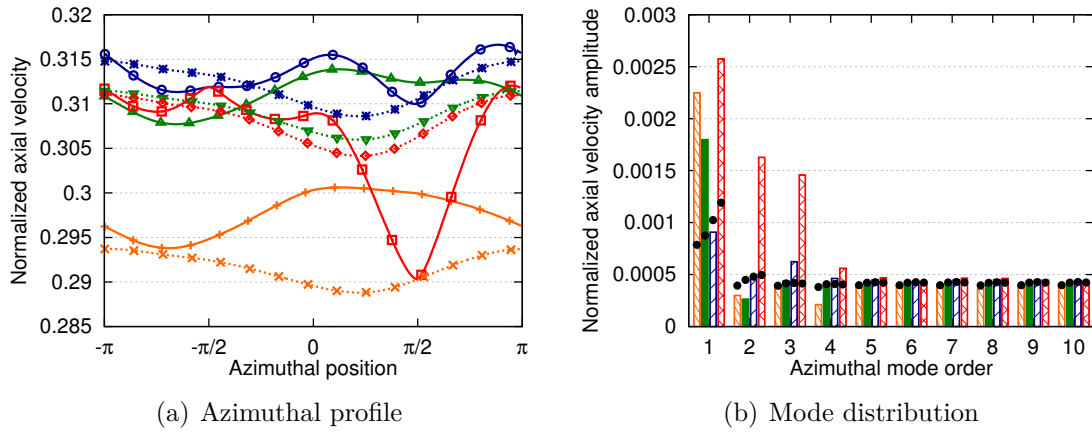 Normalized axial velocity
0.32
0.315
0.31
0.305
0.3
0.295
0.29
0.285
-π -π/2 0 π/2 π
Azimuthal position
(a) Azimuthal profile
Normalized axial velocity amplitude
0.003
0.0025
0.002
0.0015
0.001
0.0005
0
1 2 3 4 5 6 7 8 9 10
Azimuthal mode order
(b) Mode distribution